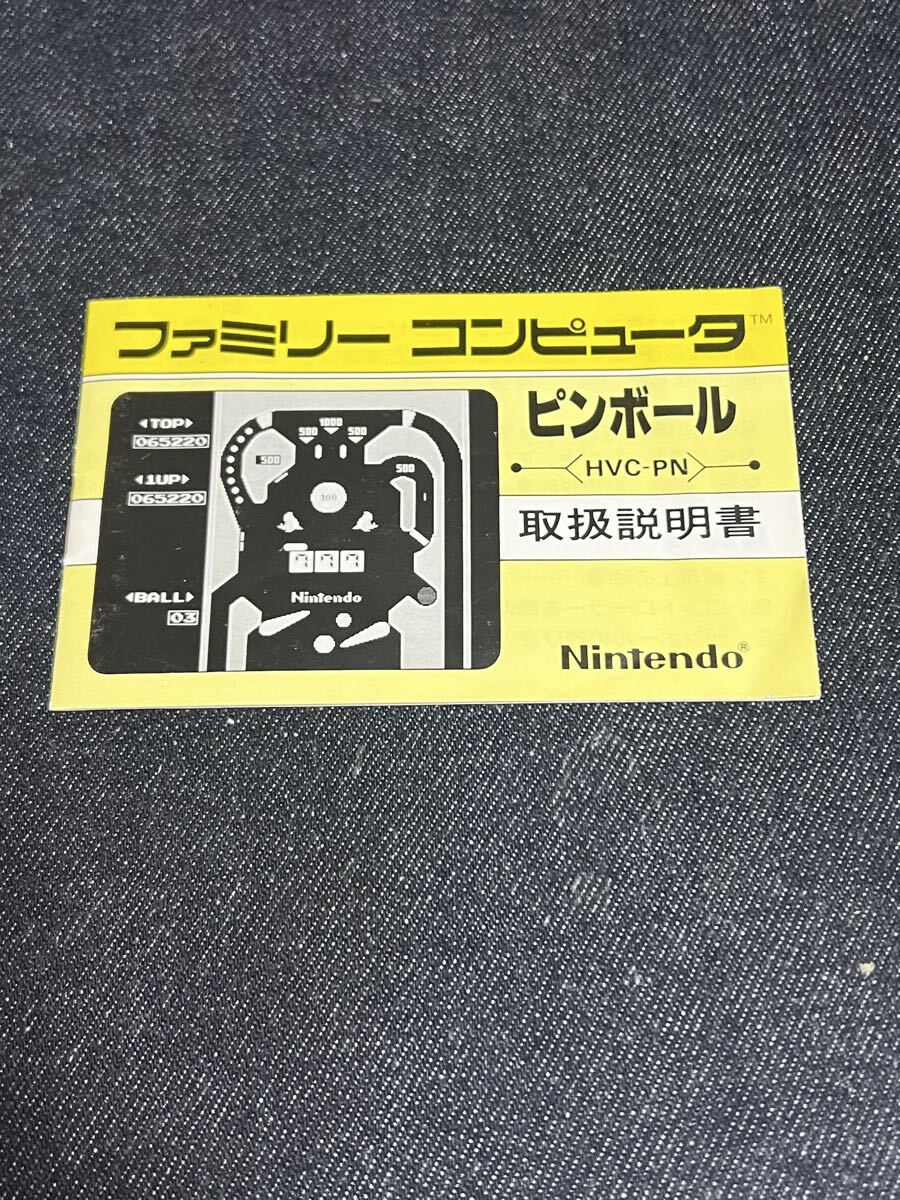 ファミリー コンピュータ™
ピンボール
HVC-PN
取扱説明書
Nintendo®
◀TOP▶
065220
◀1UP▶
065220
◀BALL▶
03
1000
500 500
500
500
100
Nintendo